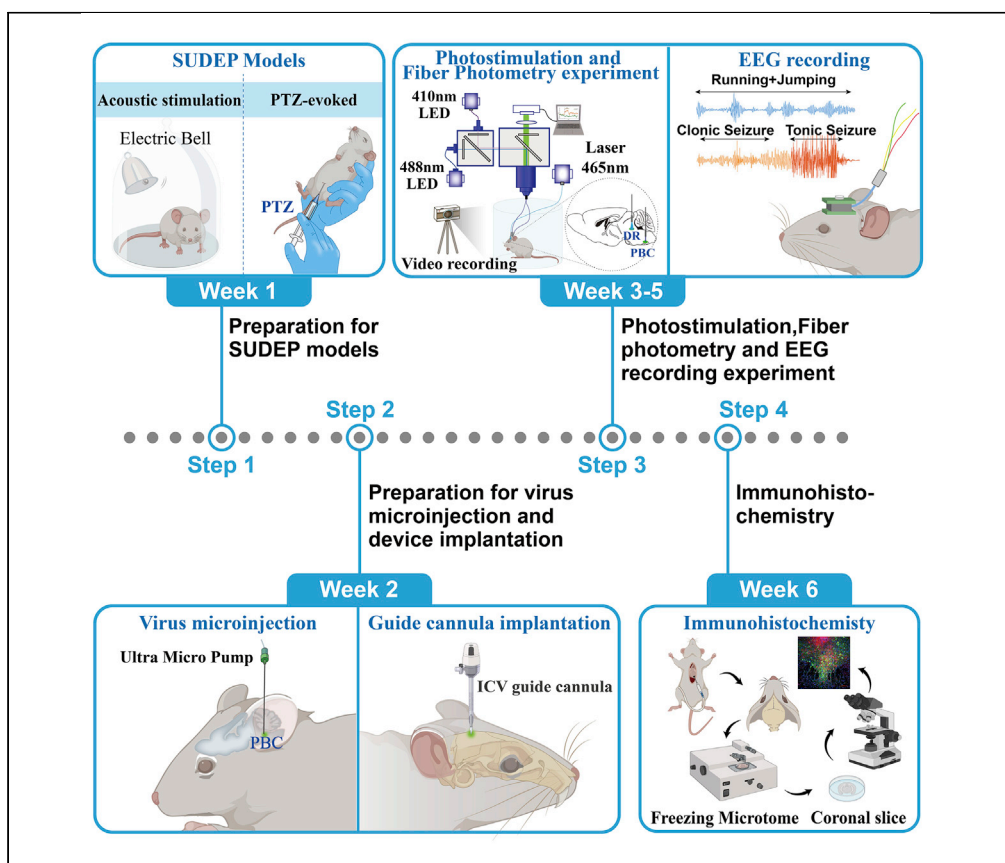 SUDEP Models
Acoustic stimulation
PTZ-evoked
Electric Bell
PTZ
Week 1
Photostimulation and
Fiber Photometry experiment
410nm
LED
488nm
LED
Laser
465nm
Video recording
DR
PBC
EEG recording
Running+Jumping
Clonic Seizure
Tonic Seizure
Week 3-5
Preparation for
SUDEP models
Photostimulation,Fiber
photometry and EEG
recording experiment
Step 2
Step 4
Step 1
Step 3
Preparation for virus
microinjection and
device implantation
Immunohisto-
chemistry
Week 2
Virus microinjection
Ultra Micro Pump
PBC
Guide cannula implantation
ICV guide cannula
Week 6
Immunohistochemisty
Freezing Microtome
Coronal slice